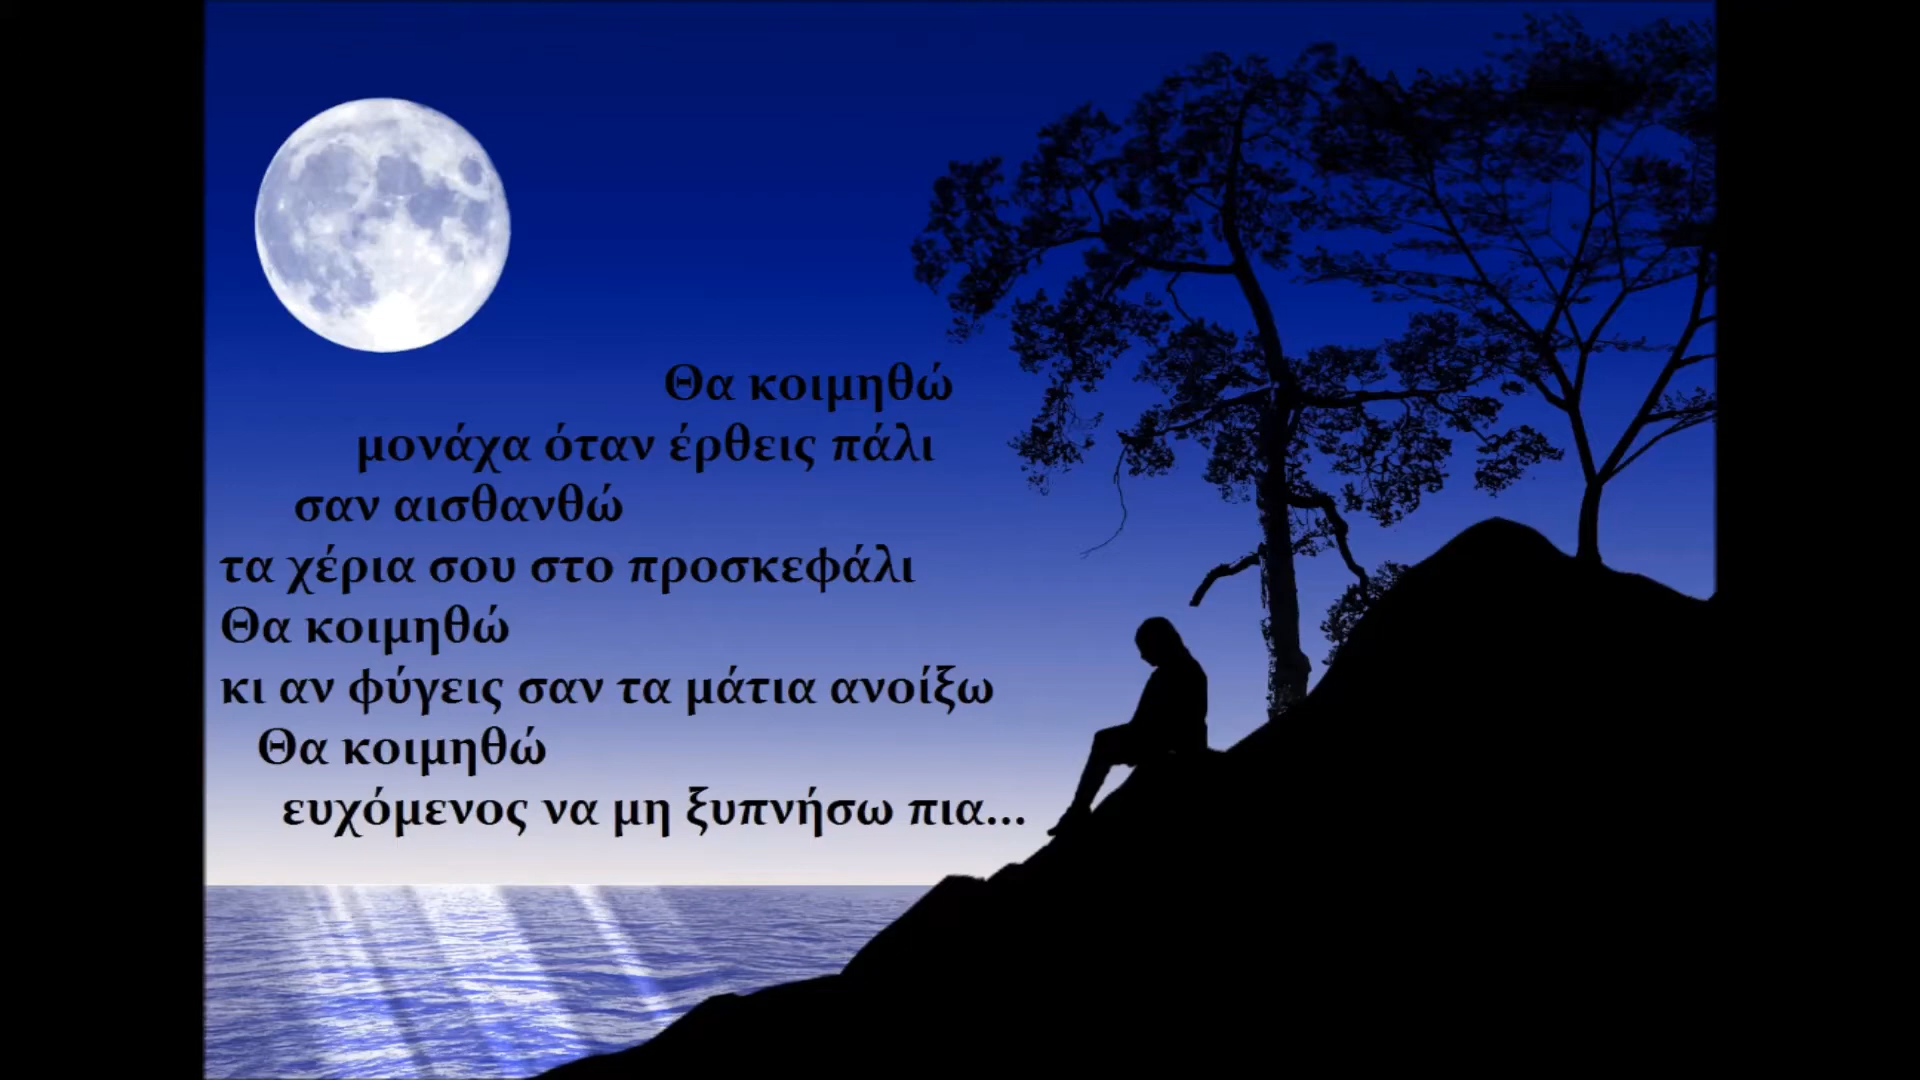 Θα κοιμηθώ
μονάχα όταν έρθεις πάλι
σαν αισθανθώ
τα χέρια σου στο προσκεφάλι
Θα κοιμηθώ
κι αν φύγεις σαν τα μάτια ανοίξω
Θα κοιμηθώ
ευχόμενος να μη ξυπνήσω πια...